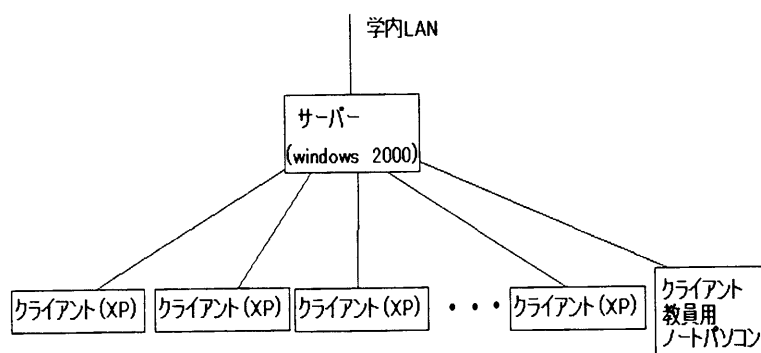 学内LAN
サーバー
(windows 2000)
クライアント(XP)
クライアント(XP)
クライアント(XP)
・・・
クライアント(XP)
クライアント
教員用
ノートパソコン